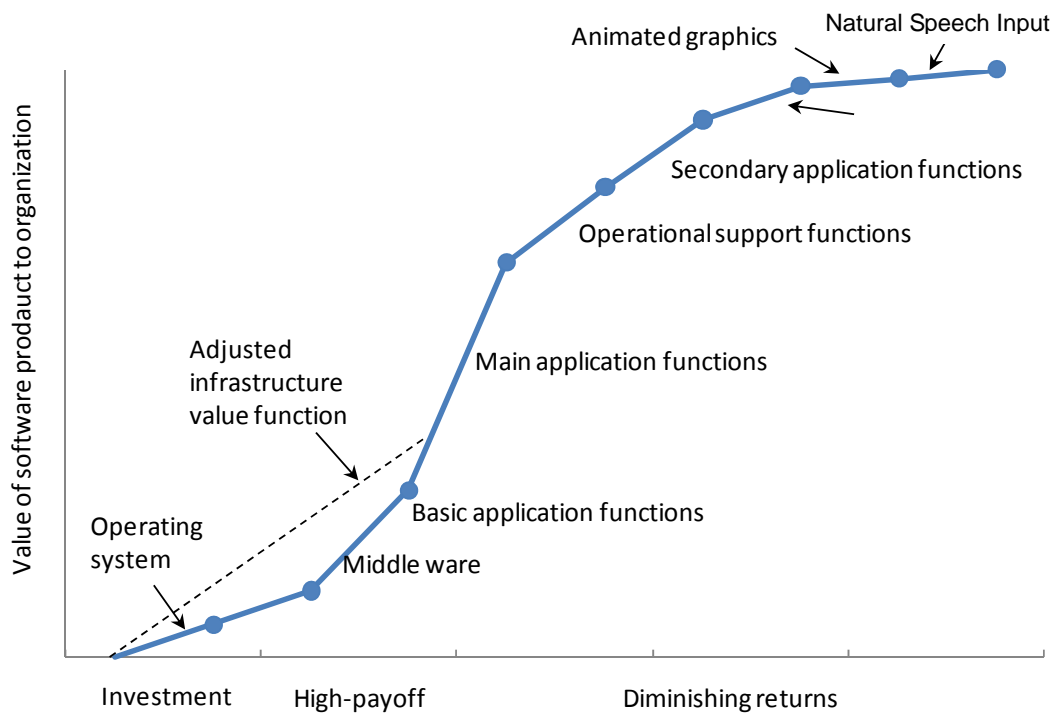 Natural Speech Input
Animated graphics
Secondary application functions
Operational support functions
Adjusted
infrastructure
value function
Main application functions
Operating
system
Basic application functions
Middle ware
Value of software prodauct to organization
Investment
High-payoff
Diminishing returns